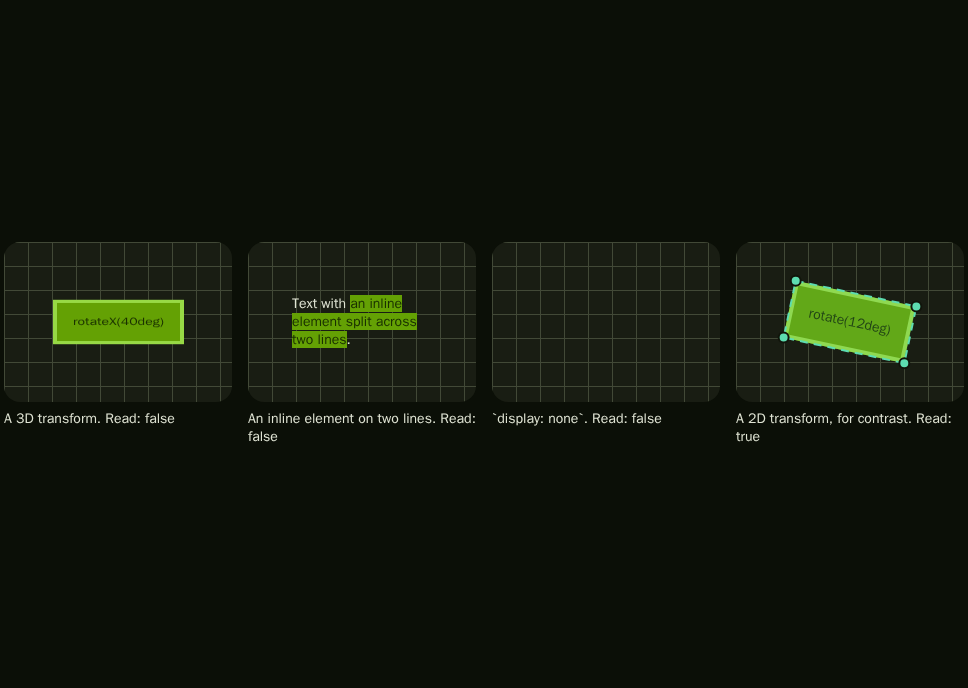 rotateX(40deg)
A 3D transform. Read: false
Text with an inline
element split across
two lines.
An inline element on two lines. Read:
false
`display: none`. Read: false
rotate(12deg)
A 2D transform, for contrast. Read:
true